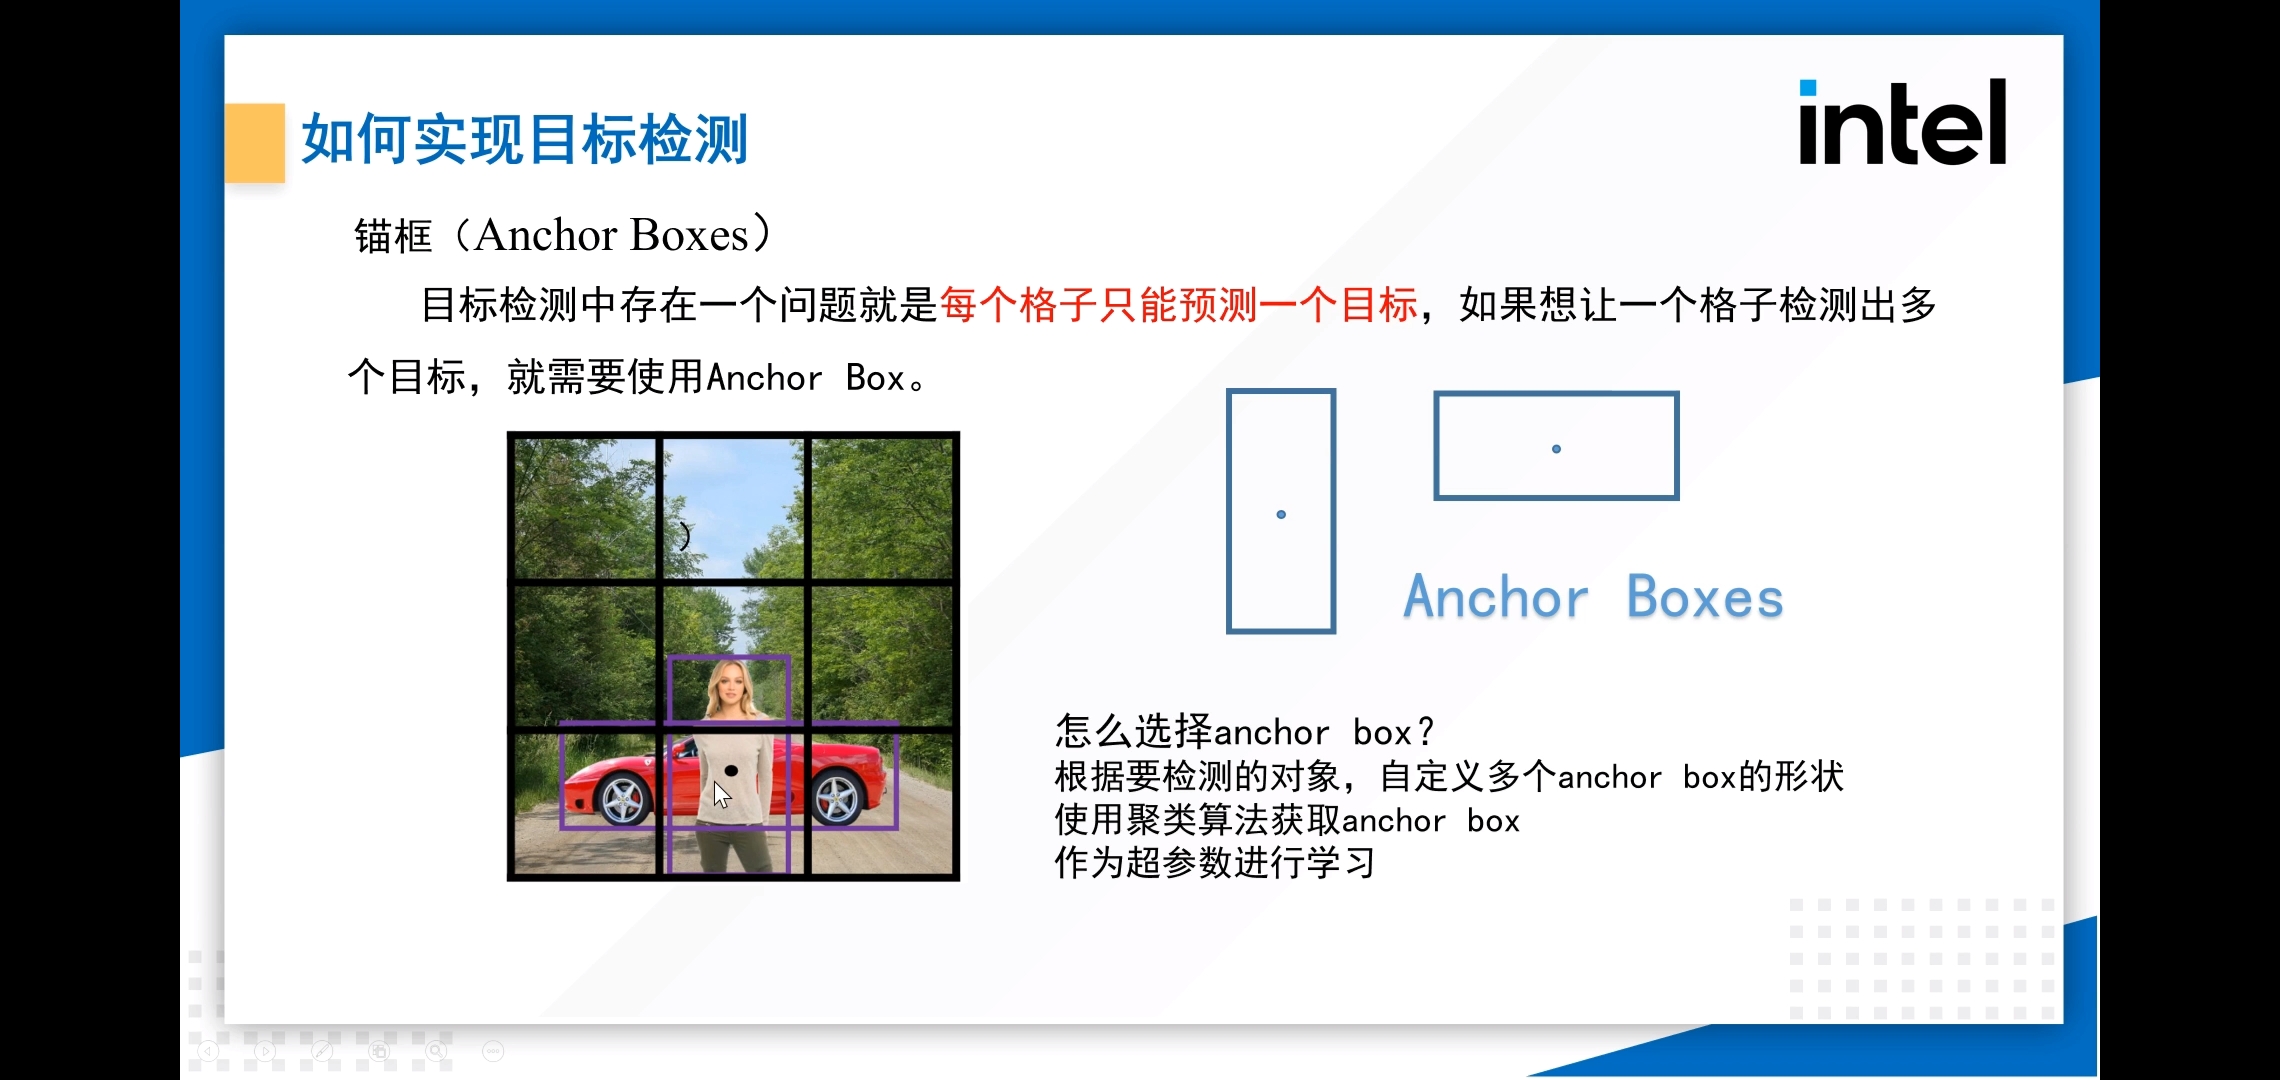 如何实现目标检测
intel
锚框（Anchor Boxes）
目标检测中存在一个问题就是每个格子只能预测一个目标，如果想让一个格子检测出多
个目标，就需要使用Anchor Box。
)
Anchor Boxes
怎么选择anchor box？
根据要检测的对象，自定义多个anchor box的形状
使用聚类算法获取anchor box
作为超参数进行学习